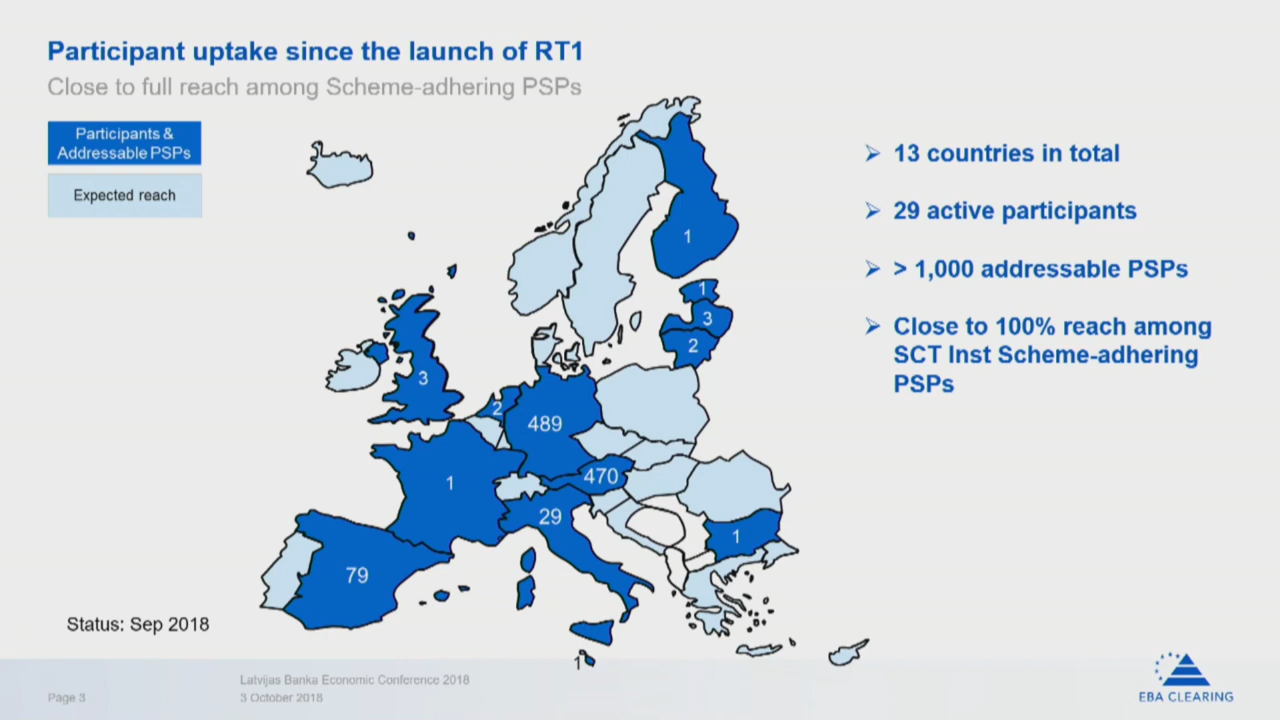 Participant uptake since the launch of RT1
Close to full reach among Scheme-adhering PSPs
Participants &
Addressable PSPs
Expected reach
13 countries in total
29 active participants
> 1,000 addressable PSPs
Close to 100% reach among
SCT Inst Scheme-adhering
PSPs
1
1
3
2
3
2
489
470
1
29
1
79
1
Status: Sep 2018
Page 3
Latvijas Banka Economic Conference 2018
3 October 2018
EBA CLEARING